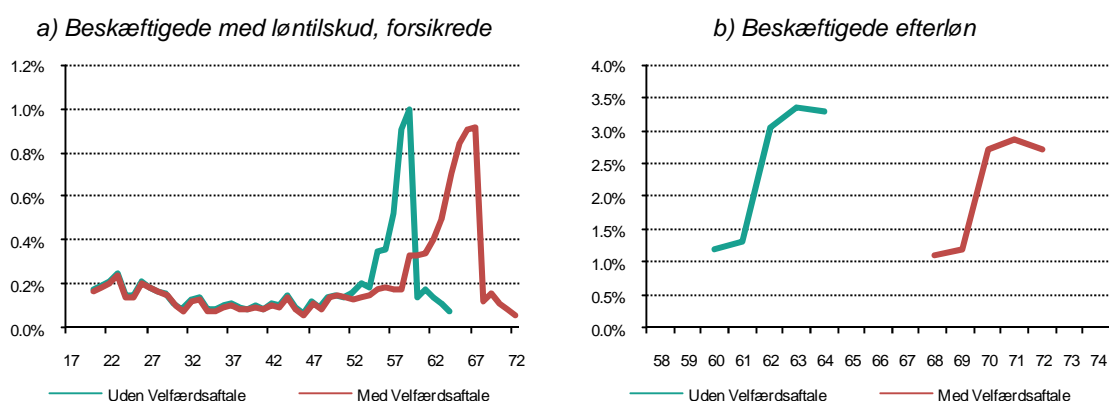 a) Beskæftigede med løntilskud, forsikrede
1.2%
1.0%
0.8%
0.6%
0.4%
0.2%
0.0%
17 22 27 32 37 42 47 52 57 62 67 72
Uden Velfærdsaftale Med Velfærdsaftale
b) Beskæftigede efterløn
4.0%
3.5%
3.0%
2.5%
2.0%
1.5%
1.0%
0.5%
0.0%
58 59 60 61 62 63 64 65 66 67 68 69 70 71 72 73 74
Uden Velfærdsaftale Med Velfærdsaftale